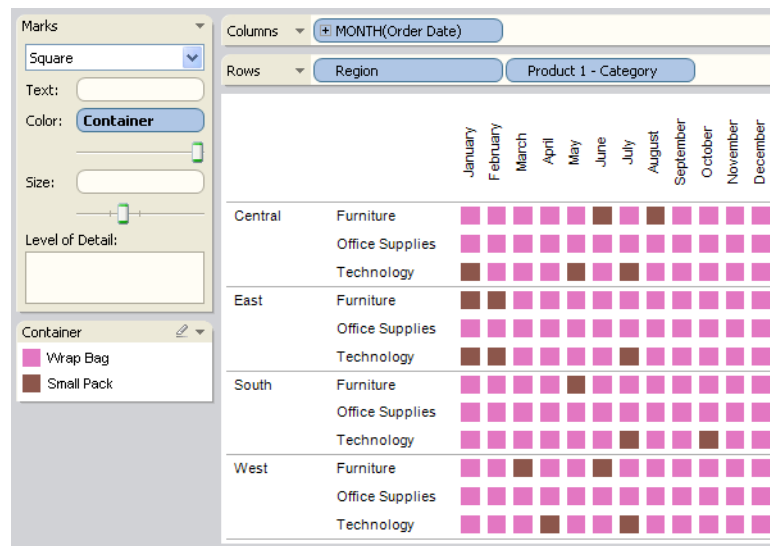 Marks
Square
Text:
Color: Container
Size:
Level of Detail:
Container
Wrap Bag
Small Pack
Columns MONTH(Order Date)
Rows Region Product 1 - Category
January February March April May June July August September October November December
Central Furniture
Office Supplies
Technology
East Furniture
Office Supplies
Technology
South Furniture
Office Supplies
Technology
West Furniture
Office Supplies
Technology